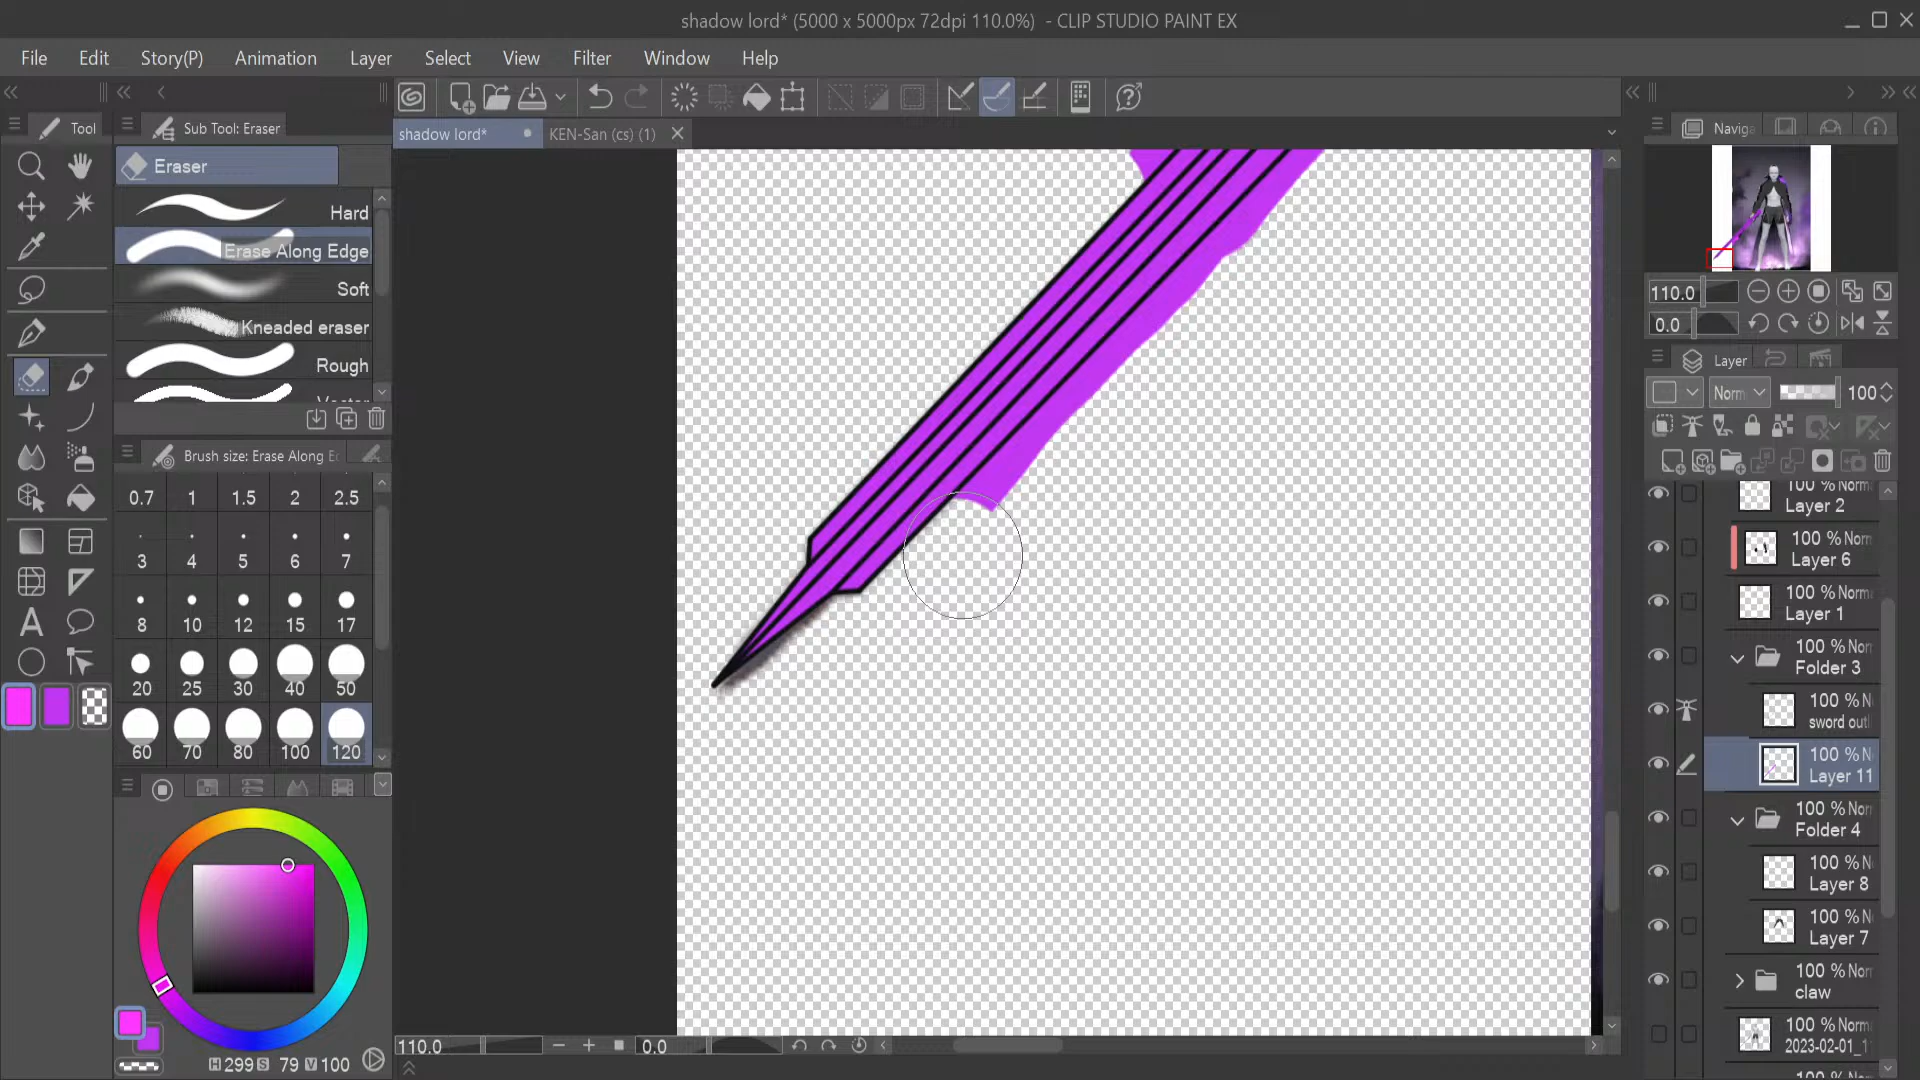 shadow lord* (5000 x 5000px 72dpi 110.0%) - CLIP STUDIO PAINT EX
File Edit Story(P) Animation Layer Select View Filter Window Help
Tool
Sub Tool: Eraser
shadow lord*
KEN-San (cs) (1)
Naviga
Eraser
Hard
Erase Along Edge
Soft
Kneaded eraser
Rough
Brush size: Erase Along E
0.7 1 1.5 2 2.5
3 4 5 6 7
8 10 12 15 17
20 25 30 40 50
60 70 80 100 120
H 299 S 79 V 100
110.0
0.0
110.0
0.0
Layer
Norm
100
100 % Norm
Layer 2
100 % Norm
Layer 6
100 % Norm
Layer 1
100 % Norm
Folder 3
100 % N
sword outl
100 % N
Layer 11
100 % Norm
Folder 4
100 % N
Layer 8
100 % N
Layer 7
100 % Norm
claw
100 % Norm
2023-02-01_1